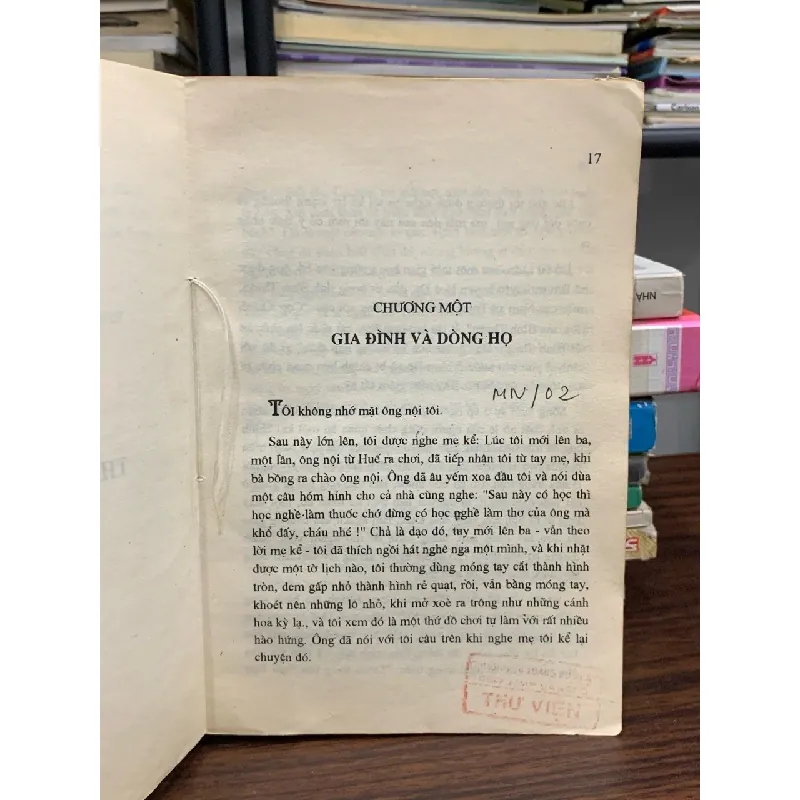 17
CHƯƠNG MỘT
GIA ĐÌNH VÀ DÒNG HỌ
MN/02
Tôi không nhớ mặt ông nội tôi.
Sau này lớn lên, tôi được nghe mẹ kể: Lúc tôi mới lên ba,
một lần, ông nội từ Huế ra chơi, đã tiếp nhận tôi từ tay mẹ, khi
bà bồng ra chào ông nội. Ông đã âu yếm xoa đầu tôi và nói đùa
một câu hóm hỉnh cho cả nhà cùng nghe: "Sau này có học thì
học nghề làm thuốc chớ đừng có học nghề làm thơ của ông mà
khổ đấy, cháu nhé !" Chả là dạo đó, tuy mới lên ba - vẫn theo
lời mẹ kể - tôi đã thích ngồi hát nghê nga một mình, và khi nhặt
được một tờ lịch nào, tôi thường dùng móng tay cắt thành hình
tròn, đem gấp nhỏ thành hình rẻ quạt, rồi, vẫn bằng móng tay,
khoét nên những lỗ nhỏ, khi mở xoè ra trông như những cánh
hoa kỳ lạ., và tôi xem đó là một thứ đồ chơi tự làm với rất nhiều
hào hứng. Ông đã nói với tôi câu trên khi nghe mẹ tôi kể lại
chuyện đó.
THƯ VIỆN
TH
NHÀ
Carlson